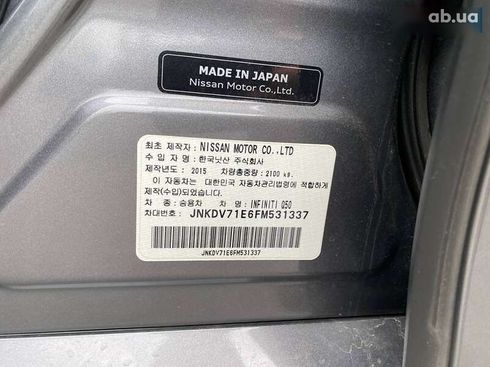 ab.ua
MADE IN JAPAN
Nissan Motor Co.,Ltd.
최초 제작자: NISSAN MOTOR CO.,LTD
수 입 자 명: 한국닛산 주식회사
제작년도: 2015 차량총중량: 2100 kg.
이 자동차는 대한민국 자동차관리법령에 적합하게
제작(수입)되었습니다.
차 종: 승용차 차 명: INFINITI Q50
차대번호: JNKDV71E6FM531337
JNKDV71E6FM531337